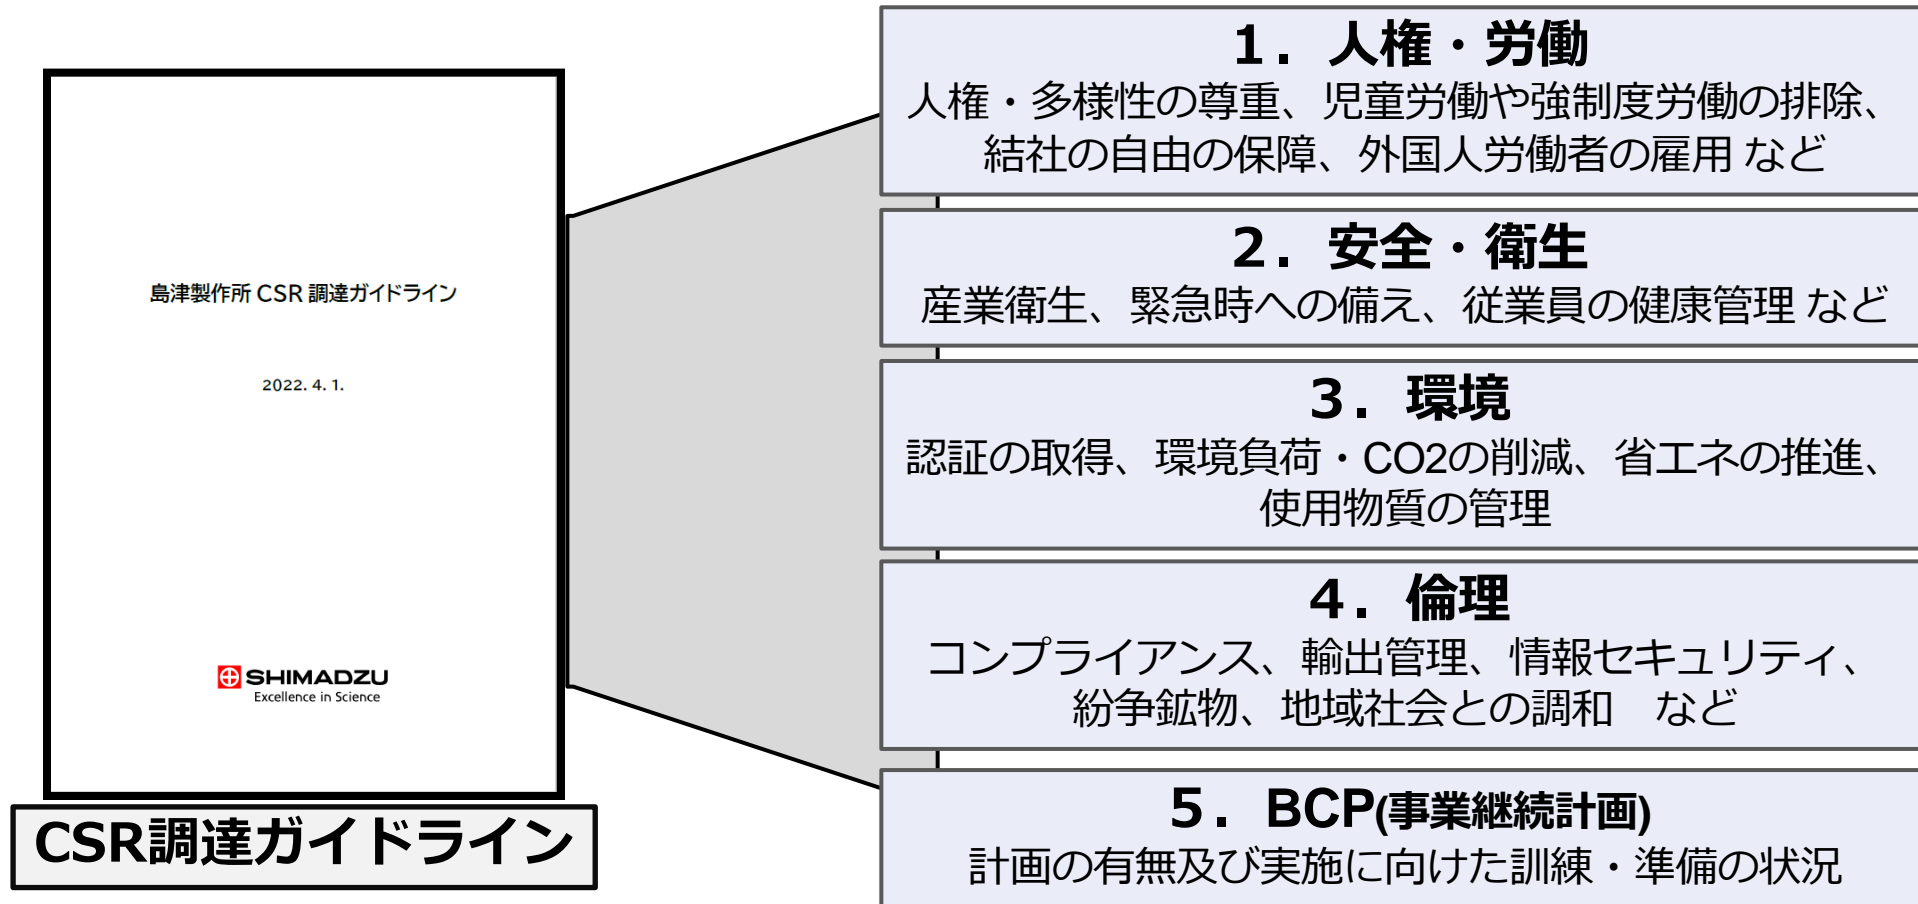 島津製作所 CSR 調達ガイドライン
2022. 4. 1.
SHIMADZU
Excellence in Science
CSR調達ガイドライン
1. 人権・労働
人権・多様性の尊重、児童労働や強制度労働の排除、
結社の自由の保障、外国人労働者の雇用 など
2. 安全・衛生
産業衛生、緊急時への備え、従業員の健康管理 など
3. 環境
認証の取得、環境負荷・CO2の削減、省エネの推進、
使用物質の管理
4. 倫理
コンプライアンス、輸出管理、情報セキュリティ、
紛争鉱物、地域社会との調和　など
5. BCP(事業継続計画)
計画の有無及び実施に向けた訓練・準備の状況